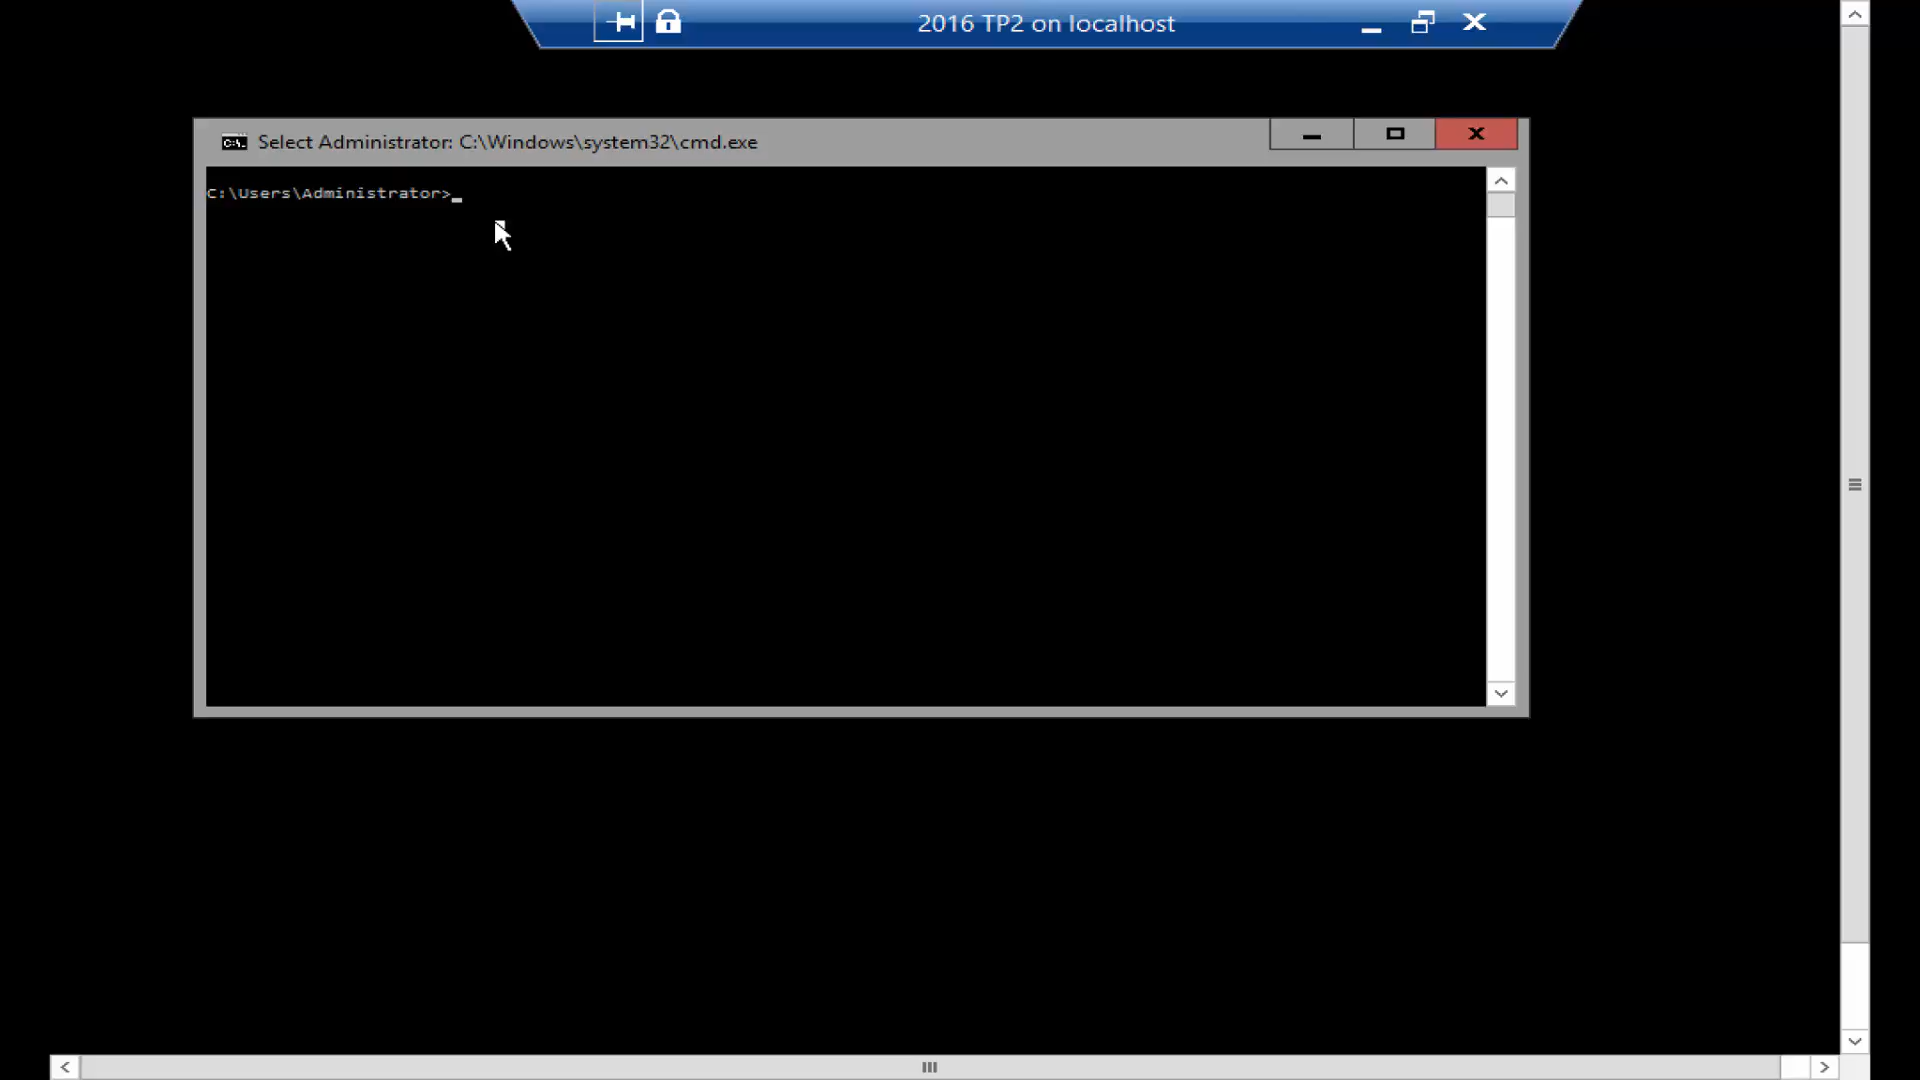 2016 TP2 on localhost
Select Administrator: C:\Windows\system32\cmd.exe
C:\Users\Administrator>_